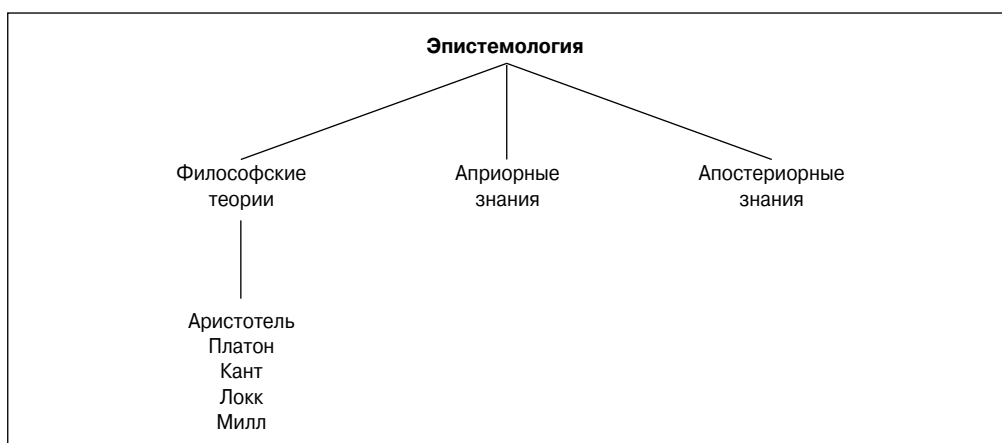 Эпистемология
Философские
теории
Априорные
знания
Апостериорные
знания
Аристотель
Платон
Кант
Локк
Милл